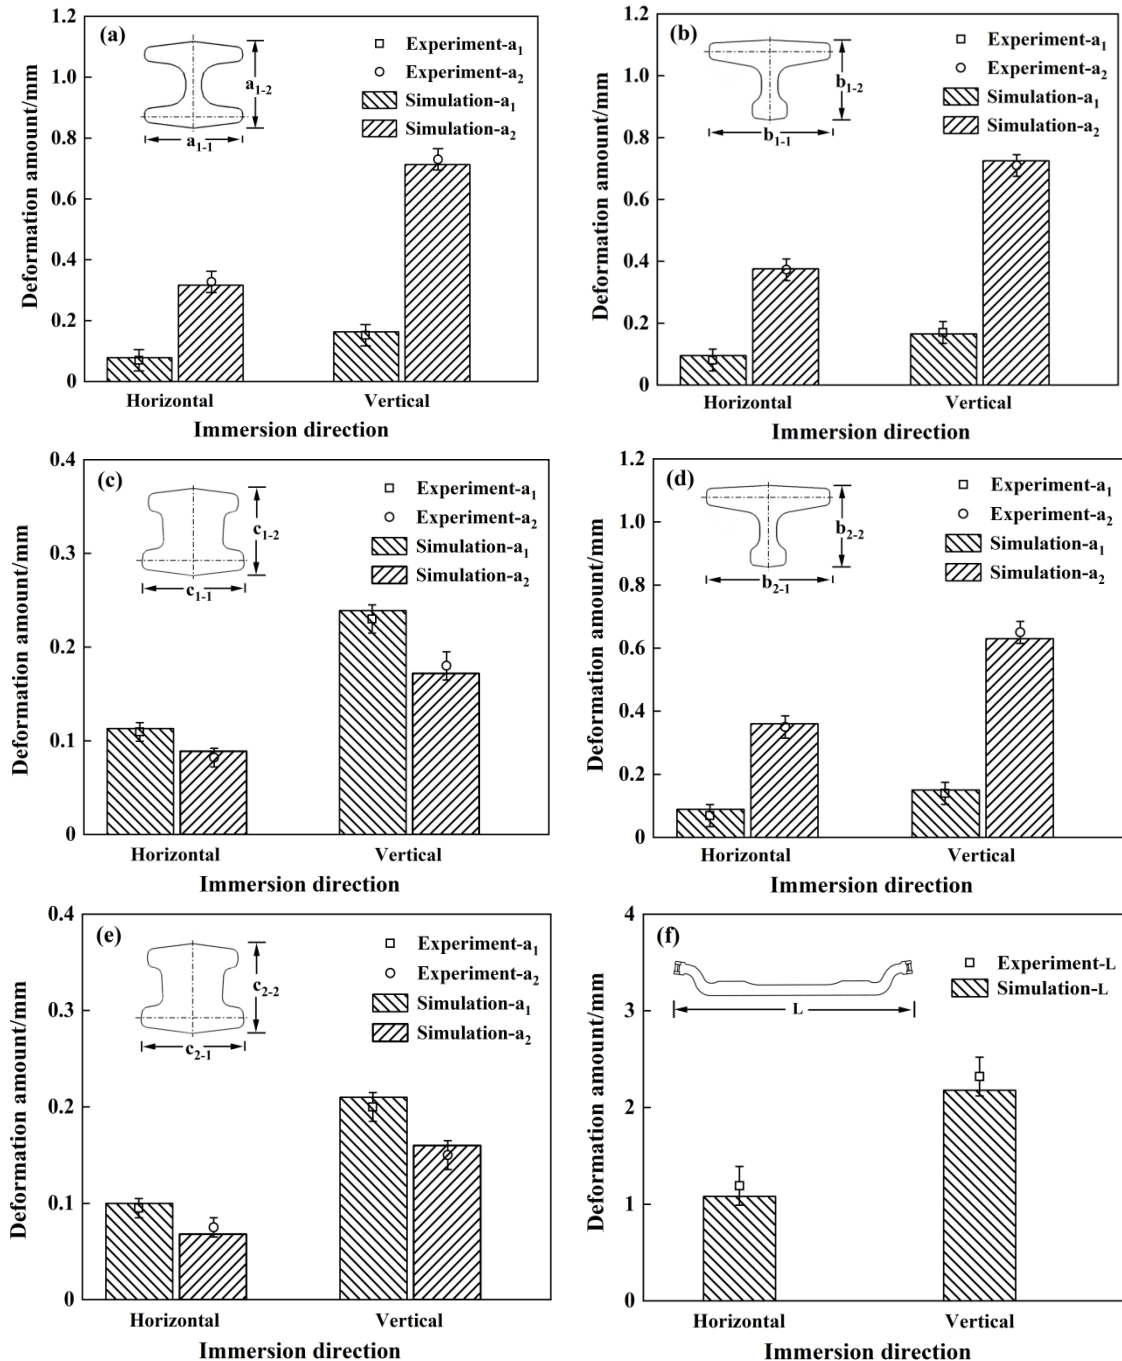 (a)
Experiment-a1
Experiment-a2
Simulation-a1
Simulation-a2
a1-2
a1-1
1.2
1.0
0.8
0.6
0.4
0.2
0
Deformation amount/mm
Horizontal
Vertical
Immersion direction
(b)
Experiment-a1
Experiment-a2
Simulation-a1
Simulation-a2
b1-2
b1-1
1.2
1.0
0.8
0.6
0.4
0.2
0
Deformation amount/mm
Horizontal
Vertical
Immersion direction
(c)
Experiment-a1
Experiment-a2
Simulation-a1
Simulation-a2
c1-2
c1-1
0.4
0.3
0.2
0.1
0
Deformation amount/mm
Horizontal
Vertical
Immersion direction
(d)
Experiment-a1
Experiment-a2
Simulation-a1
Simulation-a2
b2-2
b2-1
1.2
1.0
0.8
0.6
0.4
0.2
0
Deformation amount/mm
Horizontal
Vertical
Immersion direction
(e)
Experiment-a1
Experiment-a2
Simulation-a1
Simulation-a2
c2-2
c2-1
0.4
0.3
0.2
0.1
0
Deformation amount/mm
Horizontal
Vertical
Immersion direction
(f)
Experiment-L
Simulation-L
L
4
3
2
1
0
Deformation amount/mm
Horizontal
Vertical
Immersion direction